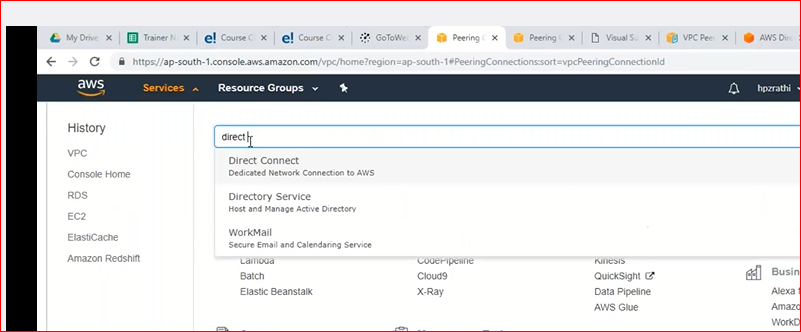 My Drive
Trainer N
Course C
Course C
GoToWeb
Peering C
Peering C
Visual Su
VPC Peer
AWS Dire
https://ap-south-1.console.aws.amazon.com/vpc/home?region=ap-south-1#PeeringConnections:sort=vpcPeeringConnectionId
aws
Services
Resource Groups
hpzrathi
History
VPC
Console Home
RDS
EC2
ElastiCache
Amazon Redshift
direct
Direct Connect
Dedicated Network Connection to AWS
Directory Service
Host and Manage Active Directory
WorkMail
Secure Email and Calendaring Service
Lambda
Batch
Elastic Beanstalk
CodePipeline
Cloud9
X-Ray
Kinesis
QuickSight
Data Pipeline
AWS Glue
Busin
Alexa
Amazo
WorkD